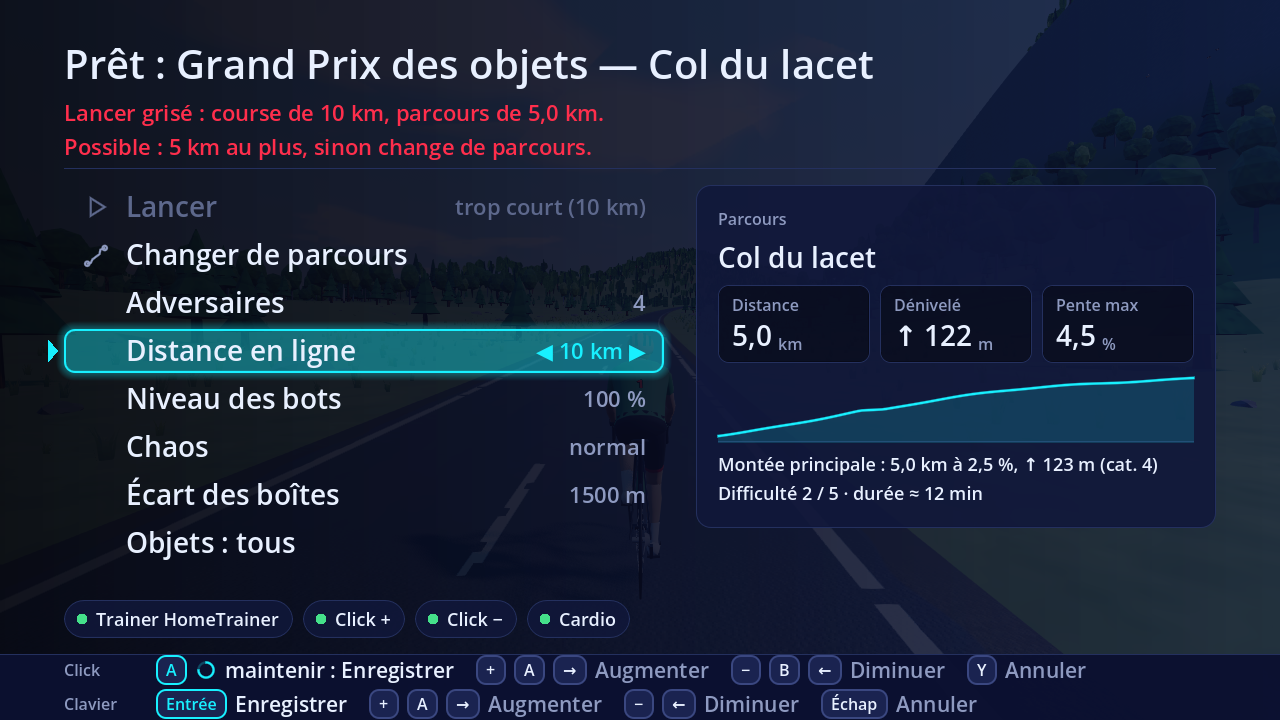 Prêt : Grand Prix des objets — Col du lacet
Lancer grisé : course de 10 km, parcours de 5,0 km.
Possible : 5 km au plus, sinon change de parcours.
Lancer trop court (10 km)
Changer de parcours
Adversaires 4
Distance en ligne ◀ 10 km ▶
Niveau des bots 100 %
Chaos normal
Écart des boîtes 1500 m
Objets : tous
Parcours
Col du lacet
Distance Dénivelé Pente max
5,0 km ↑ 122 m 4,5 %
Montée principale : 5,0 km à 2,5 %, ↑ 123 m (cat. 4)
Difficulté 2 / 5 · durée ≈ 12 min
Trainer HomeTrainer Click + Click − Cardio
Click A maintenir : Enregistrer + A → Augmenter − B ← Diminuer Y Annuler
Clavier Entrée Enregistrer + A → Augmenter − ← Diminuer Échap Annuler